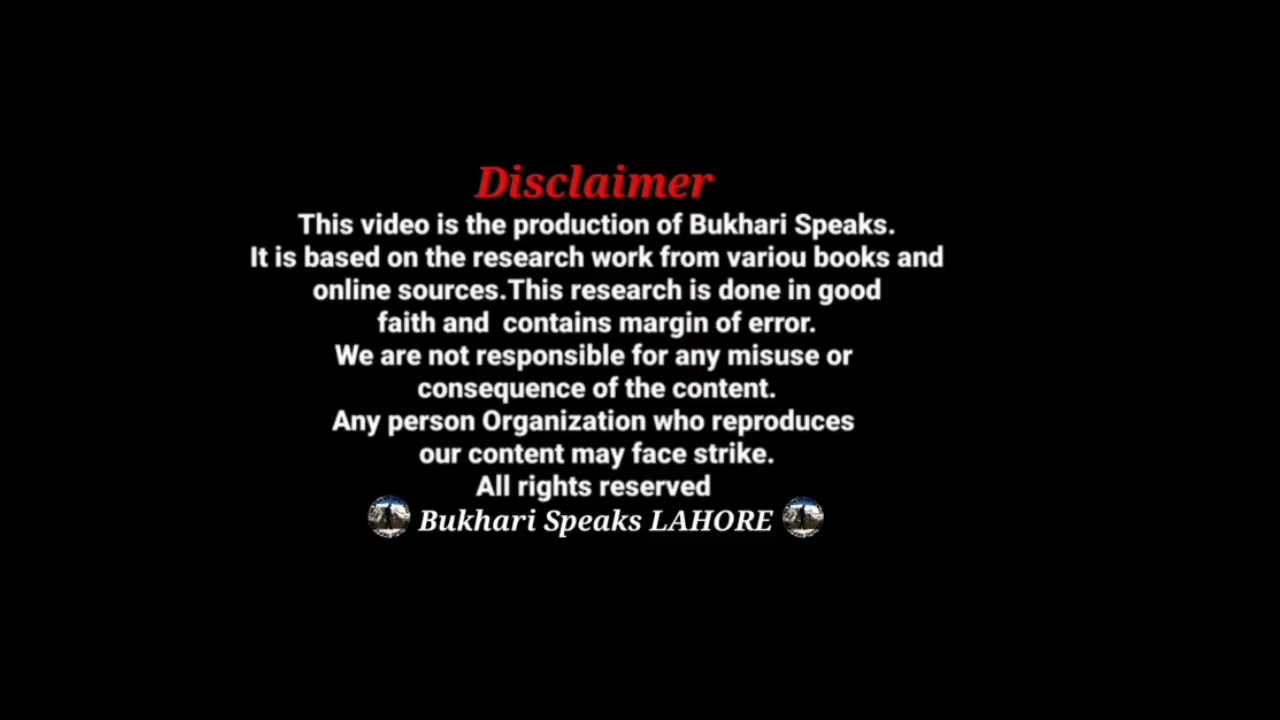 Disclaimer
This video is the production of Bukhari Speaks.
It is based on the research work from variou books and
online sources.This research is done in good
faith and  contains margin of error.
We are not responsible for any misuse or
consequence of the content.
Any person Organization who reproduces
our content may face strike.
All rights reserved
Bukhari Speaks LAHORE